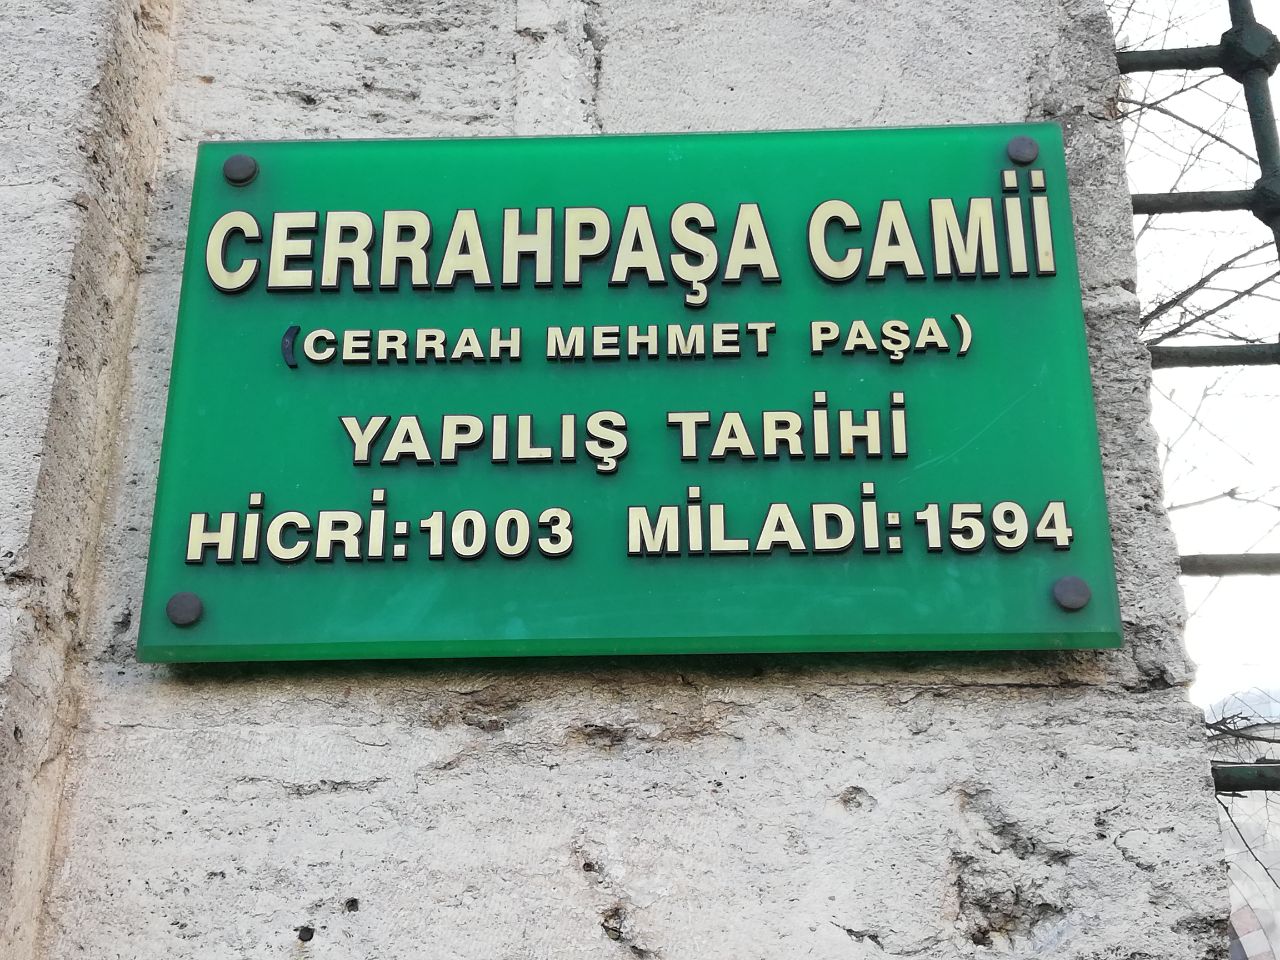 CERRAHPAŞA CAMİİ
(CERRAH MEHMET PAŞA)
YAPILIŞ TARİHİ
HİCRİ:1003 MİLADİ:1594